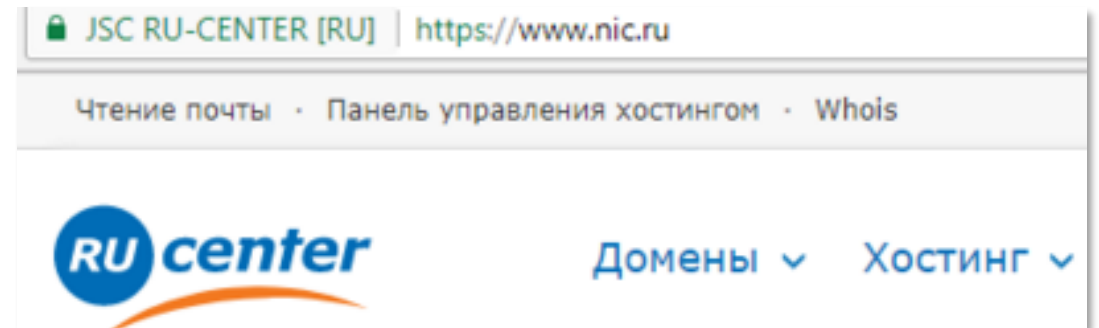 JSC RU-CENTER [RU] | https://www.nic.ru
Чтение почты · Панель управления хостингом · Whois
RU center Домены Хостинг